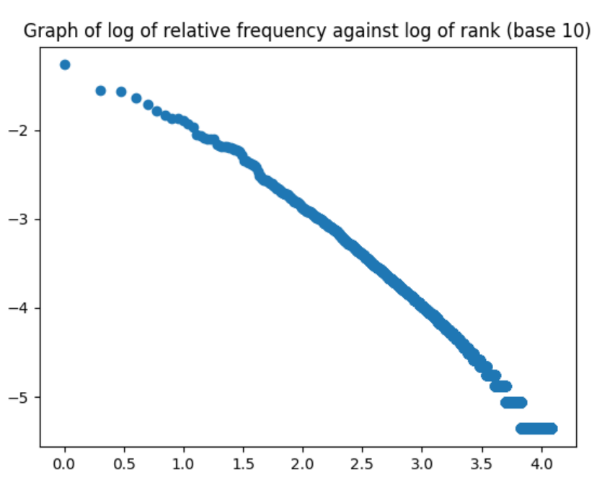 Graph of log of relative frequency against log of rank (base 10)
−2
−3
−4
−5
0.0 0.5 1.0 1.5 2.0 2.5 3.0 3.5 4.0